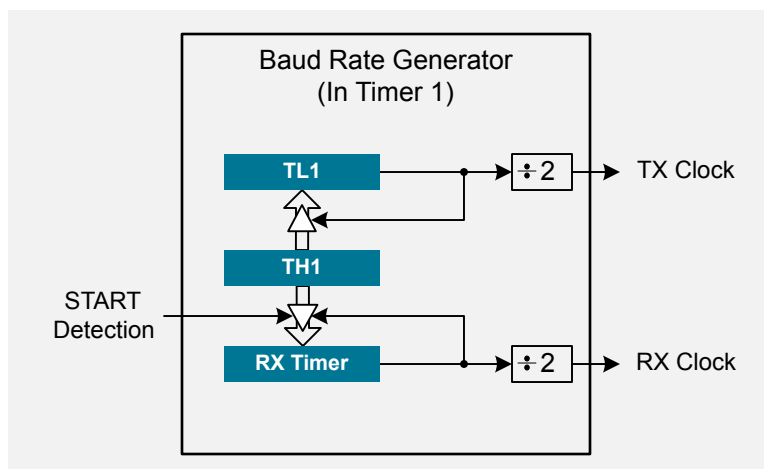 Baud Rate Generator
(In Timer 1)
TL1
÷2
TX Clock
TH1
START
Detection
RX Timer
÷2
RX Clock